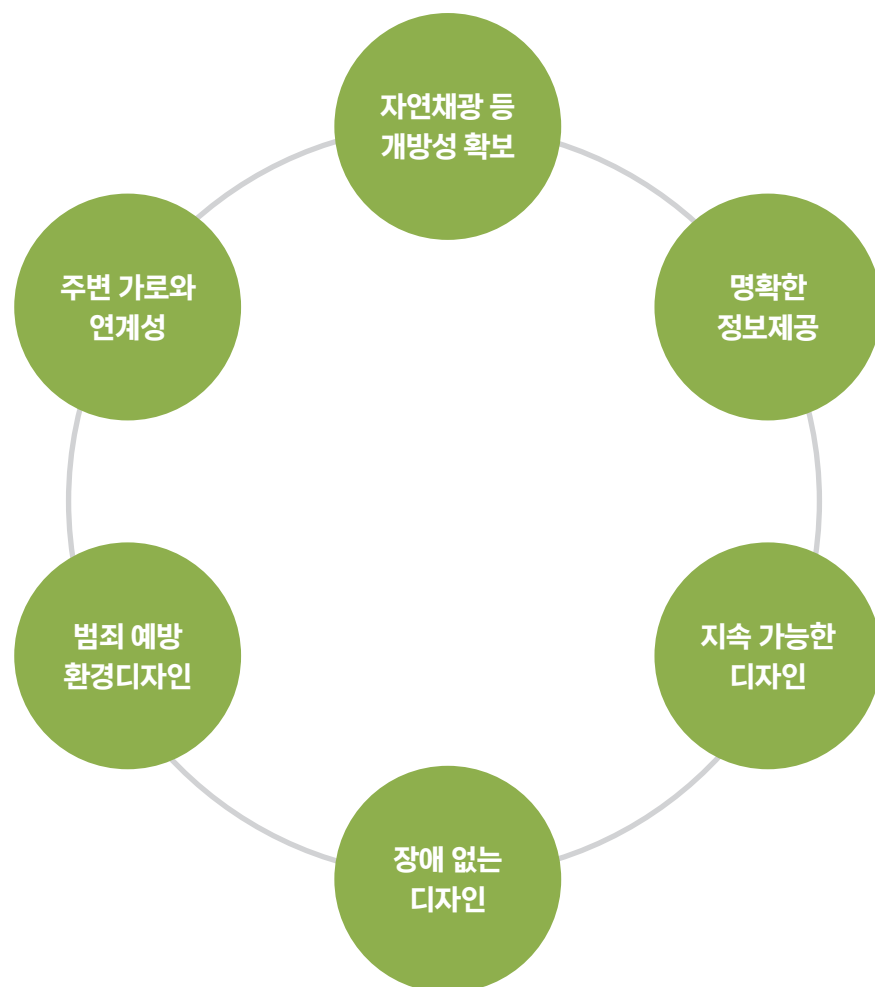 자연채광 등
개방성 확보
주변 가로와
연계성
명확한
정보제공
범죄 예방
환경디자인
지속 가능한
디자인
장애 없는
디자인